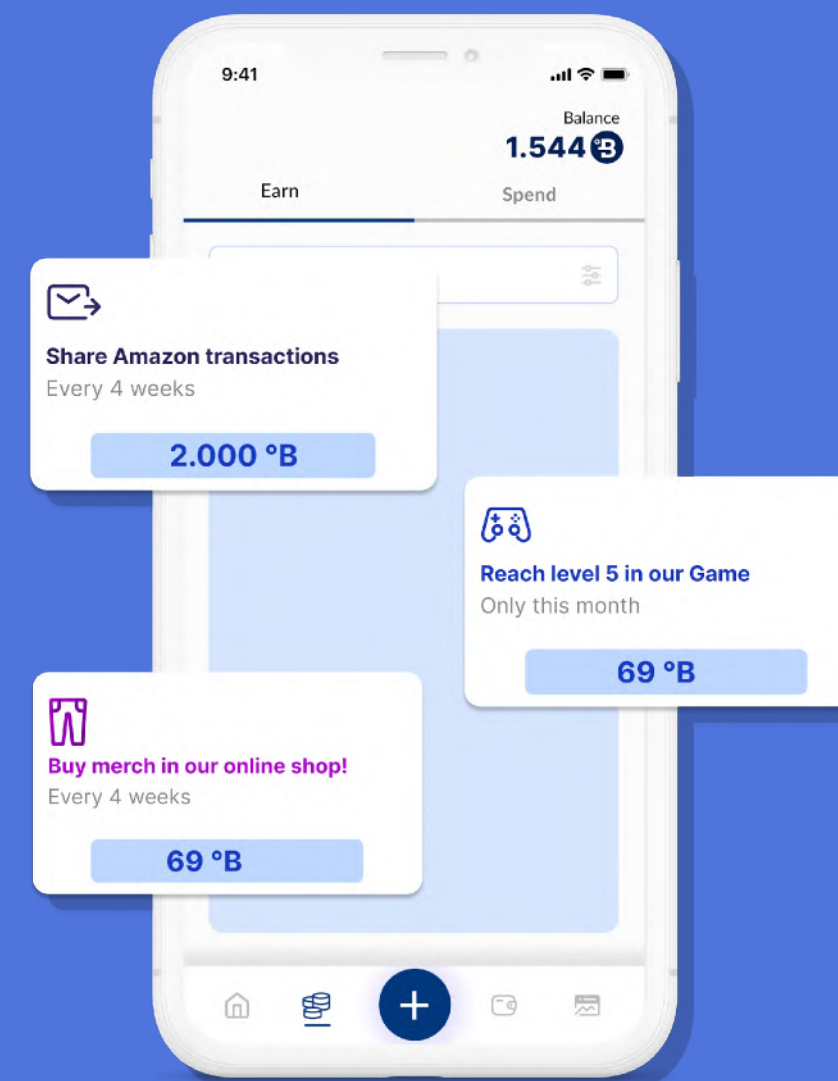 9:41
Balance
1.544 °B
Earn
Spend
Share Amazon transactions
Every 4 weeks
2.000 °B
Reach level 5 in our Game
Only this month
69 °B
Buy merch in our online shop!
Every 4 weeks
69 °B